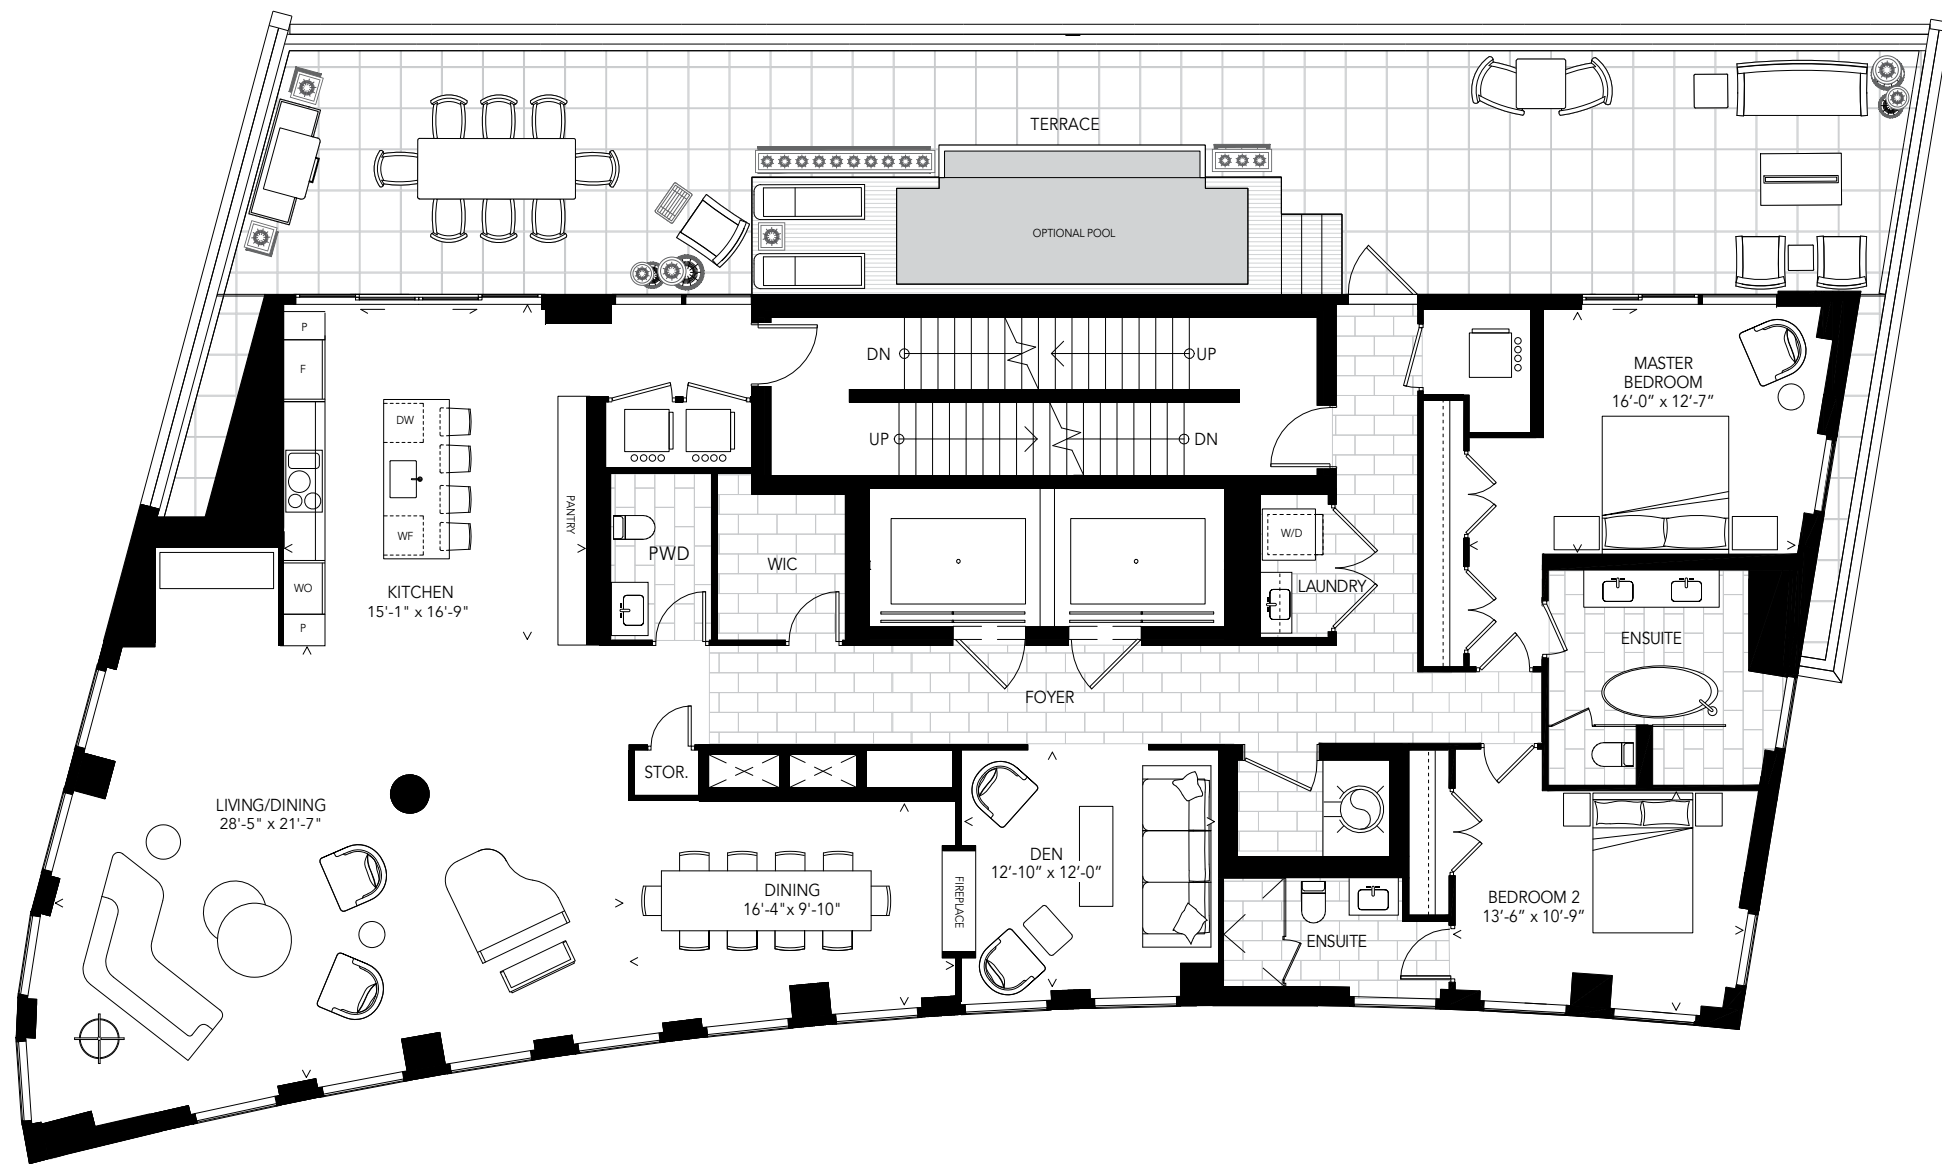 TERRACE
OPTIONAL POOL
P
F
DN
UP
UP
DN
MASTER
BEDROOM
16'-0" x 12'-7"
DW
WF
PANTRY
WO
P
KITCHEN
15'-1" x 16'-9"
PWD
WIC
W/D
LAUNDRY
ENSUITE
FOYER
STOR.
LIVING/DINING
28'-5" x 21'-7"
DINING
16'-4"x 9'-10"
FIREPLACE
DEN
12'-10" x 12'-0"
ENSUITE
BEDROOM 2
13'-6" x 10'-9"